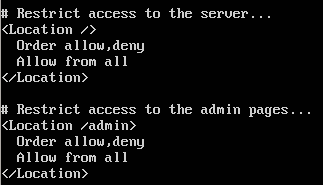 # Restrict access to the server...
<Location />
  Order allow,deny
  Allow from all
</Location>

# Restrict access to the admin pages...
<Location /admin>
  Order allow,deny
  Allow from all
</Location>